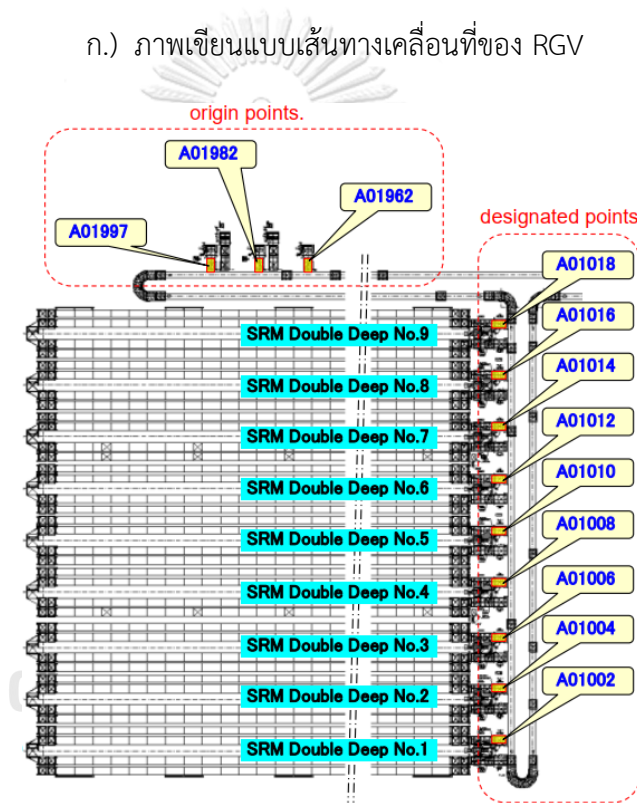 ก.) ภาพเขียนแบบเส้นทางเคลื่อนที่ของ RGV
origin points.
A01982
A01962
A01997
designated points
A01018
A01016
SRM Double Deep No.9
A01014
SRM Double Deep No.8
A01012
SRM Double Deep No.7
A01010
SRM Double Deep No.6
A01008
SRM Double Deep No.5
A01006
SRM Double Deep No.4
A01004
SRM Double Deep No.3
A01002
SRM Double Deep No.2
SRM Double Deep No.1